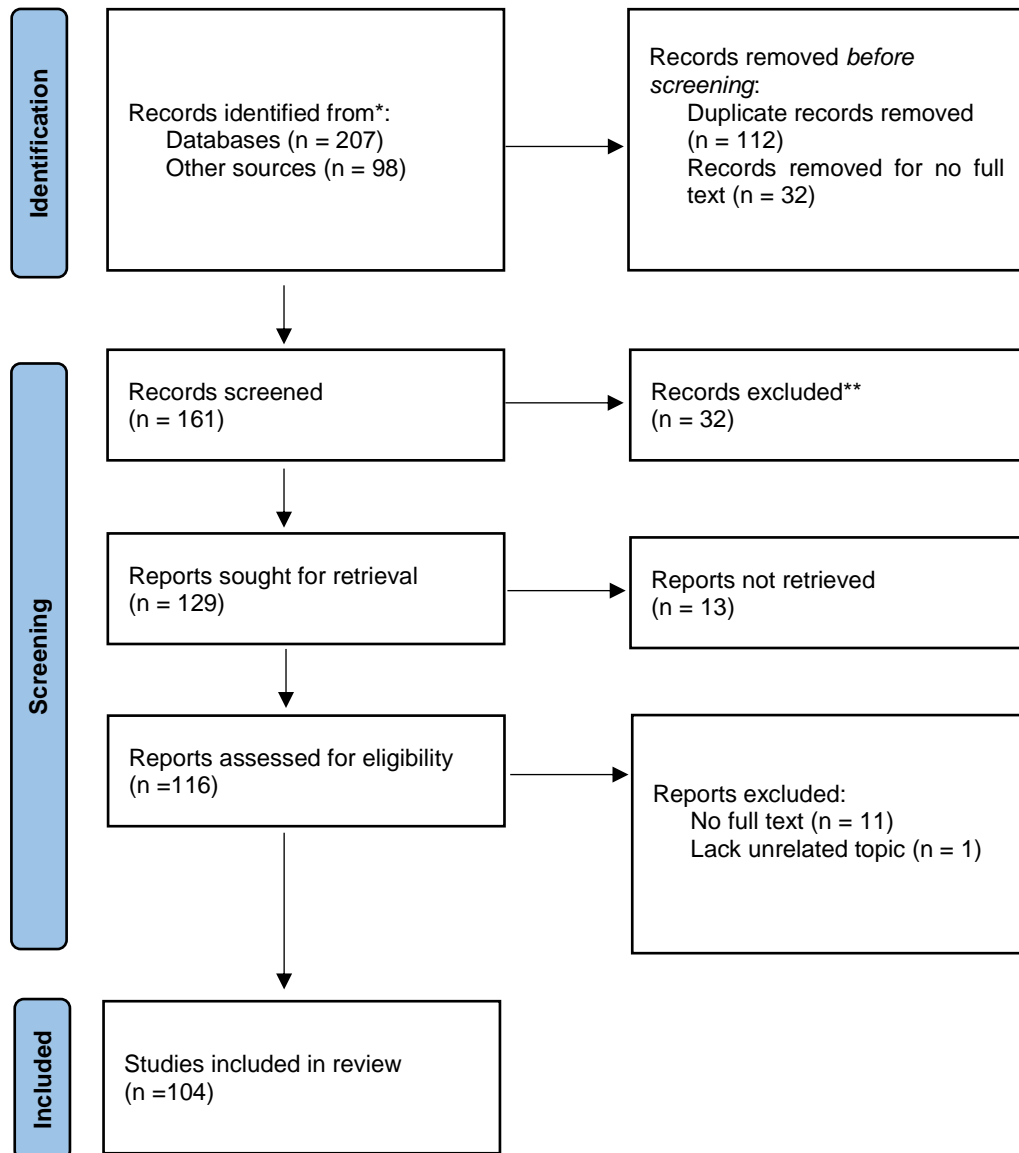 Identification
Records identified from*:
Databases (n = 207)
Other sources (n = 98)
Records removed before
screening:
Duplicate records removed
(n = 112)
Records removed for no full
text (n = 32)
Screening
Records screened
(n = 161)
Records excluded**
(n = 32)
Reports sought for retrieval
(n = 129)
Reports not retrieved
(n = 13)
Reports assessed for eligibility
(n =116)
Reports excluded:
No full text (n = 11)
Lack unrelated topic (n = 1)
Included
Studies included in review
(n =104)